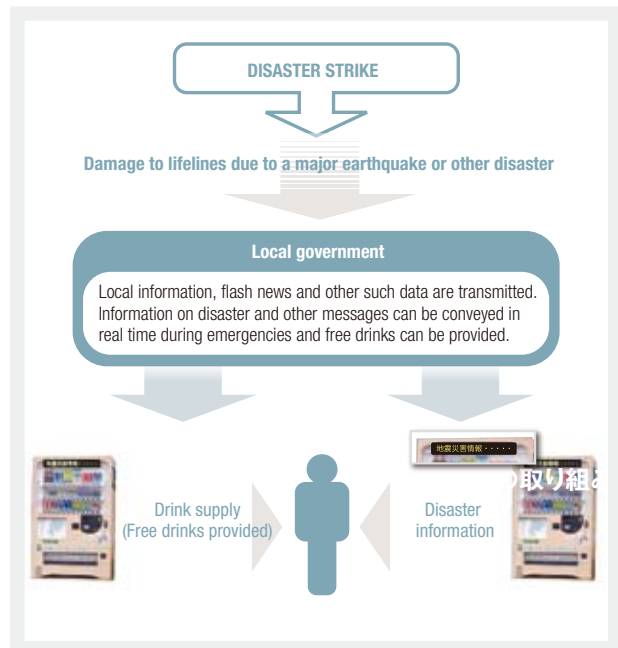 DISASTER STRIKE
Damage to lifelines due to a major earthquake or other disaster
Local government
Local information, flash news and other such data are transmitted.
Information on disaster and other messages can be conveyed in
real time during emergencies and free drinks can be provided.
地震災害情報・・・・・
の取り組み
Drink supply
(Free drinks provided)
Disaster
information